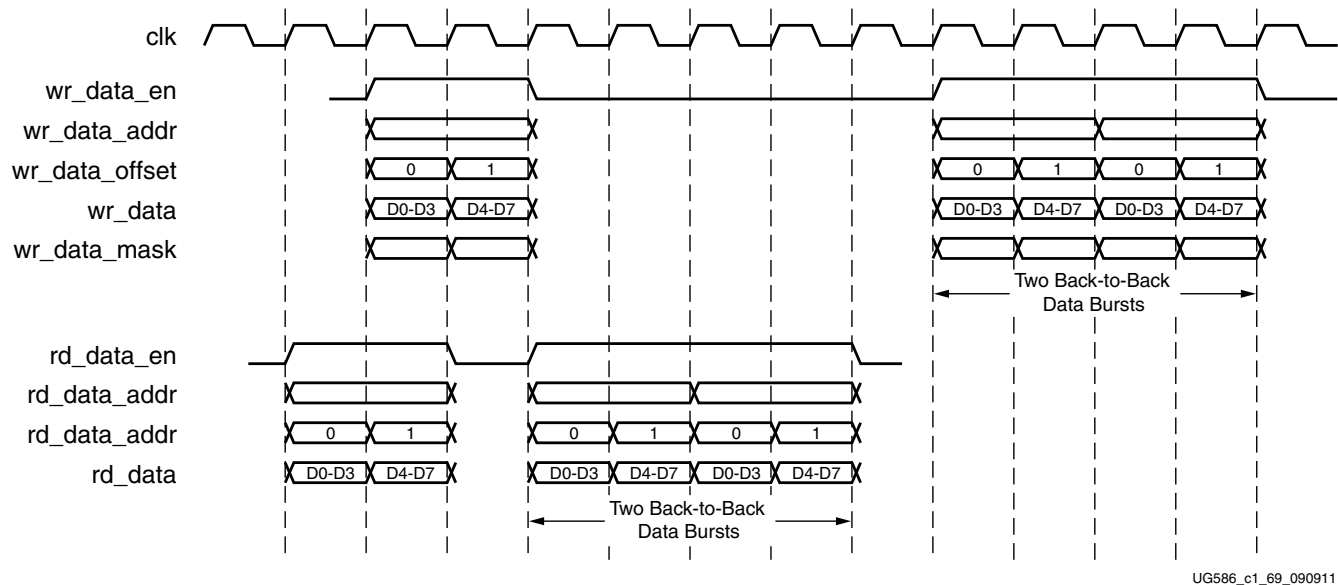 clk
wr_data_en
wr_data_addr
wr_data_offset 0 1 0 1 0 1
wr_data D0-D3 D4-D7 D0-D3 D4-D7 D0-D3 D4-D7
wr_data_mask
Two Back-to-Back
Data Bursts
rd_data_en
rd_data_addr
rd_data_addr 0 1 0 1 0 1
rd_data D0-D3 D4-D7 D0-D3 D4-D7 D0-D3 D4-D7
Two Back-to-Back
Data Bursts
UG586_c1_69_090911